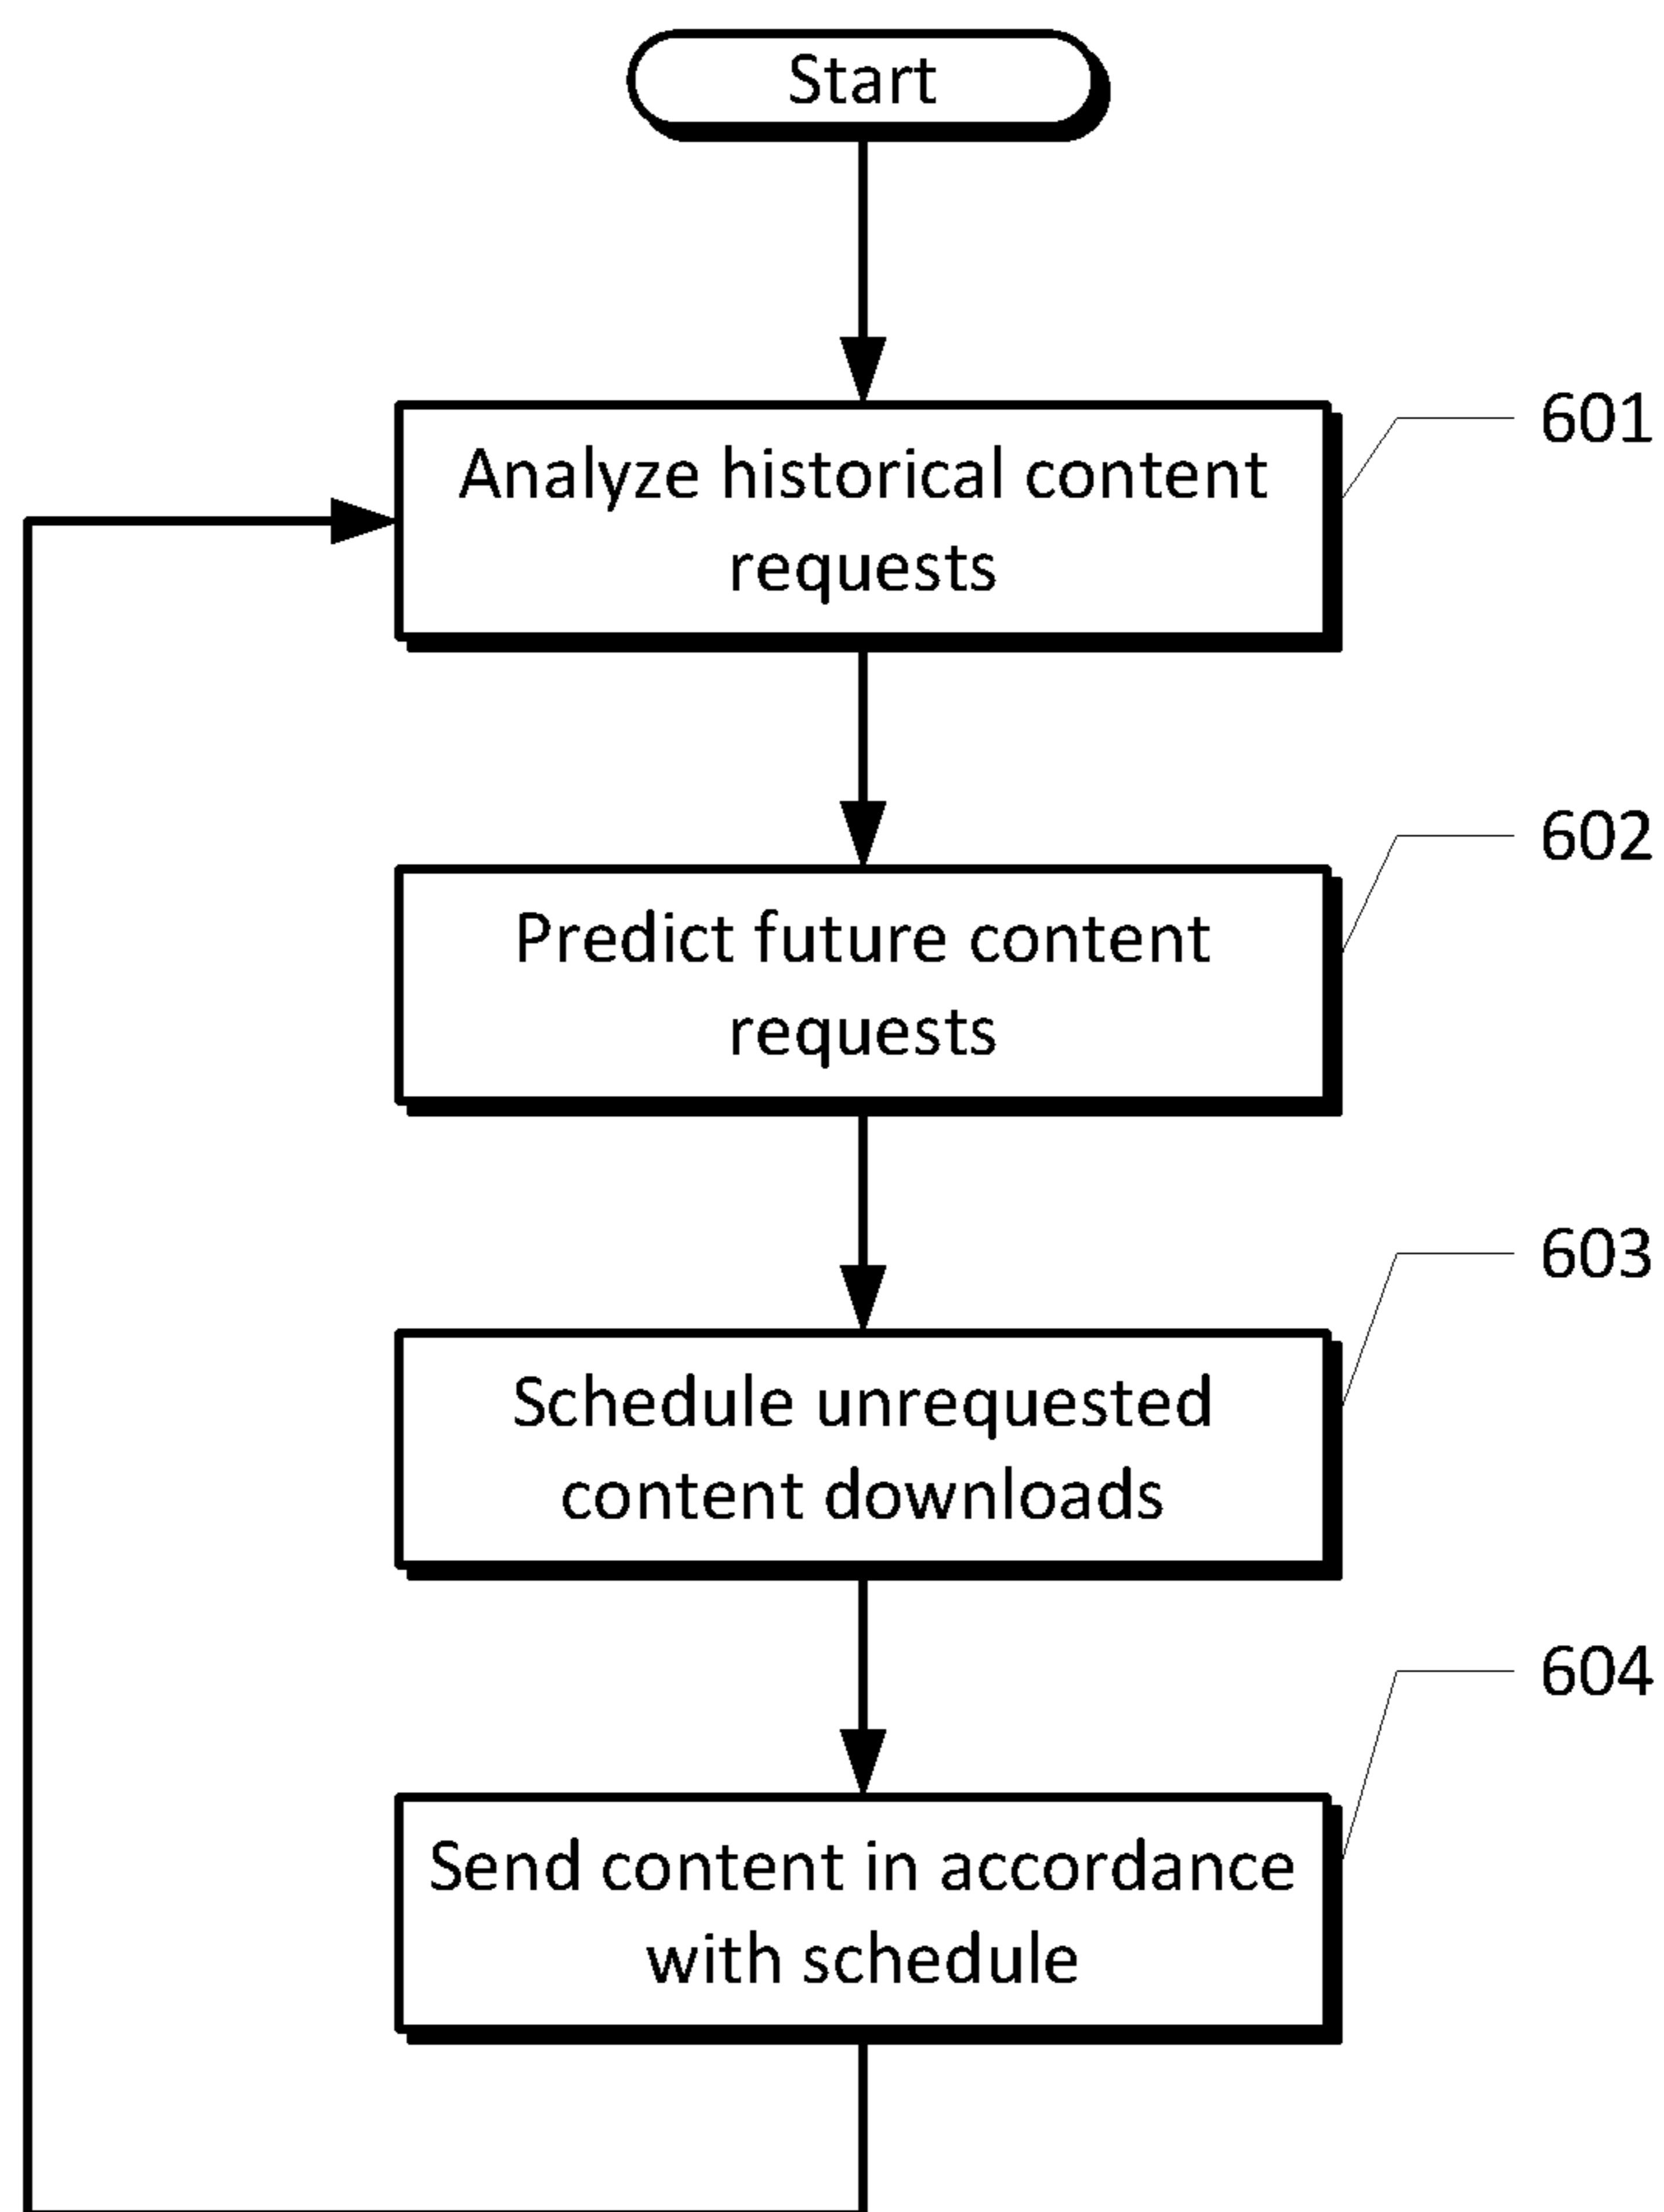 Start
601
Analyze historical content
requests
602
Predict future content
requests
603
Schedule unrequested
content downloads
604
Send content in accordance
with schedule